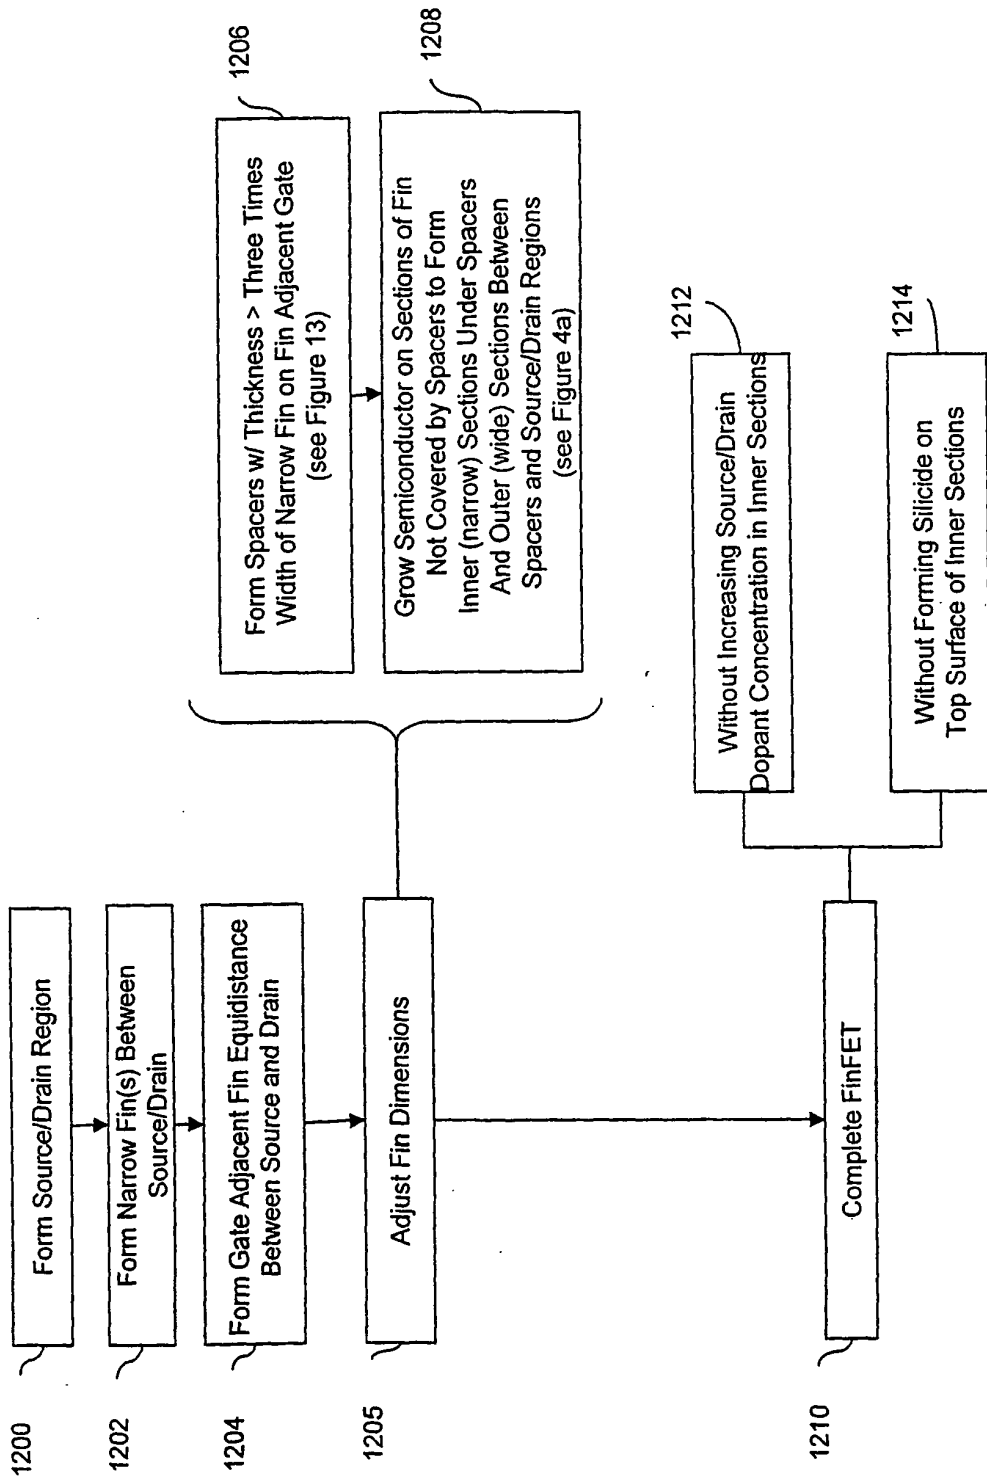 1200
Form Source/Drain Region
1202
Form Narrow Fin(s) Between
Source/Drain
1204
Form Gate Adjacent Fin Equidistance
Between Source and Drain
1205
Adjust Fin Dimensions
1206
Form Spacers w/ Thickness > Three Times
Width of Narrow Fin on Fin Adjacent Gate
(see Figure 13)
1208
Grow Semiconductor on Sections of Fin
Not Covered by Spacers to Form
Inner (narrow) Sections Under Spacers
And Outer (wide) Sections Between
Spacers and Source/Drain Regions
(see Figure 4a)
1210
Complete FinFET
1212
Without Increasing Source/Drain
Dopant Concentration in Inner Sections
1214
Without Forming Silicide on
Top Surface of Inner Sections